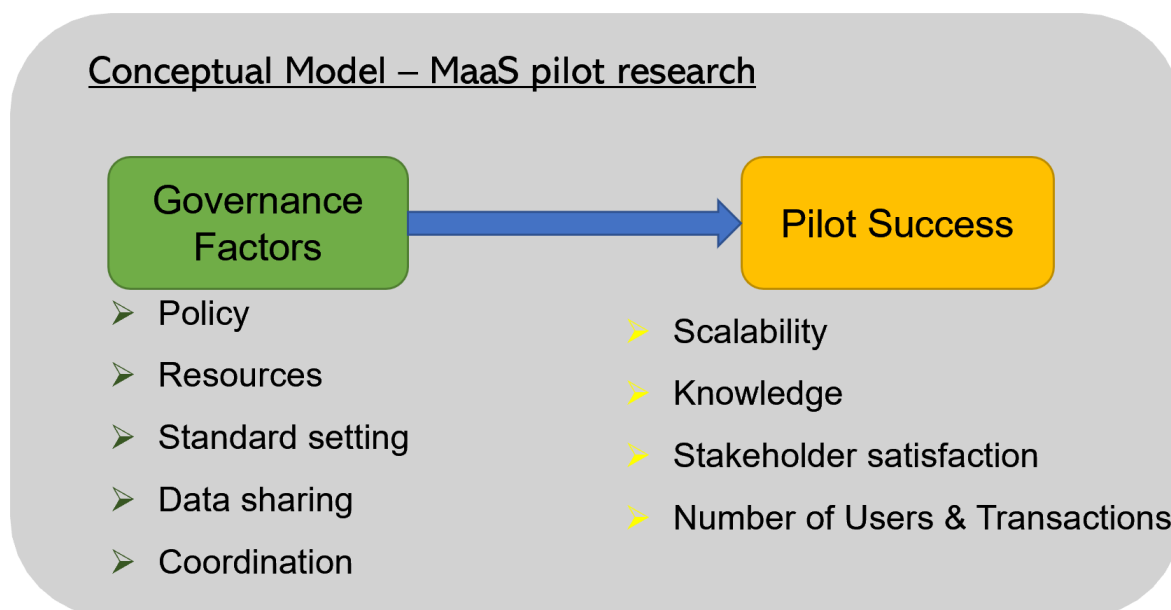 Conceptual Model – MaaS pilot research
Governance
Factors
Policy
Resources
Standard setting
Data sharing
Coordination
Pilot Success
Scalability
Knowledge
Stakeholder satisfaction
Number of Users & Transactions